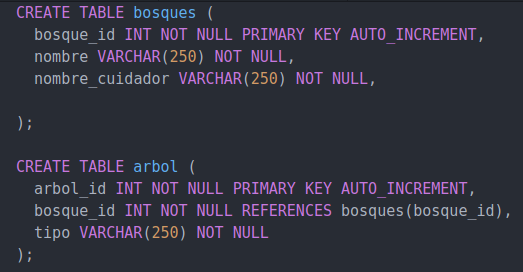 CREATE TABLE bosques (
  bosque_id INT NOT NULL PRIMARY KEY AUTO_INCREMENT,
  nombre VARCHAR(250) NOT NULL,
  nombre_cuidador VARCHAR(250) NOT NULL,
);
CREATE TABLE arbol (
  arbol_id INT NOT NULL PRIMARY KEY AUTO_INCREMENT,
  bosque_id INT NOT NULL REFERENCES bosques(bosque_id),
  tipo VARCHAR(250) NOT NULL
);